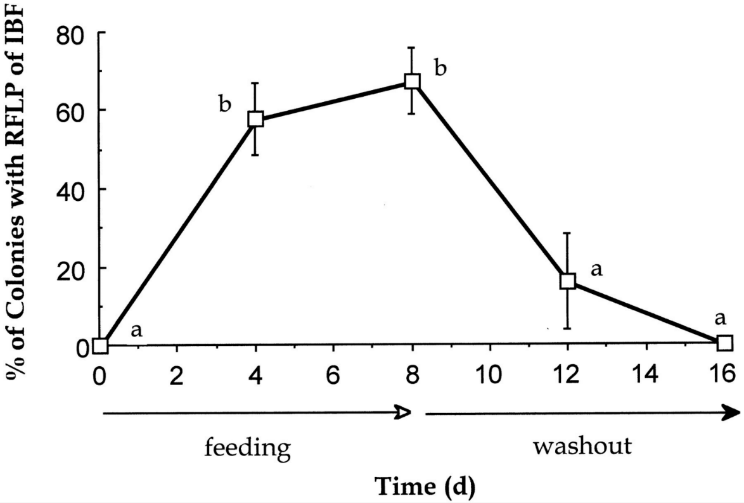 % of Colonies with RFLP of IBF
80
60
40
20
0
b
b
a
a
a
0 2 4 6 8 10 12 14 16
feeding washout
Time (d)